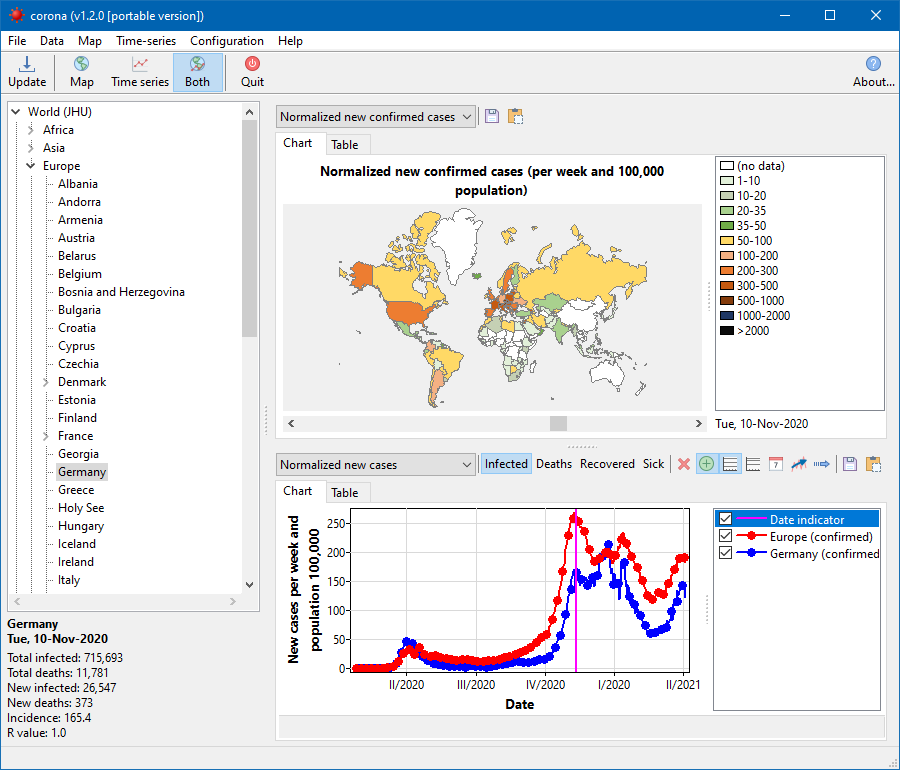 corona (v1.2.0 [portable version])
File Data Map Time-series Configuration Help
Update Map Time series Both Quit About...
World (JHU)
Africa
Asia
Europe
Albania
Andorra
Armenia
Austria
Belarus
Belgium
Bosnia and Herzegovina
Bulgaria
Croatia
Cyprus
Czechia
Denmark
Estonia
Finland
France
Georgia
Germany
Greece
Holy See
Hungary
Iceland
Ireland
Italy
Germany
Tue, 10-Nov-2020
Total infected: 715,693
Total deaths: 11,781
New infected: 26,547
New deaths: 373
Incidence: 165.4
R value: 1.0
Normalized new confirmed cases
Chart Table
Normalized new confirmed cases (per week and 100,000
population)
(no data)
1-10
10-20
20-35
35-50
50-100
100-200
200-300
300-500
500-1000
1000-2000
>2000
Tue, 10-Nov-2020
Normalized new cases Infected Deaths Recovered Sick 7
Chart Table
New cases per week and
population 100,000
250
200
150
100
50
0
II/2020 III/2020 IV/2020 I/2020 II/2021
Date
Date indicator
Europe (confirmed)
Germany (confirmed